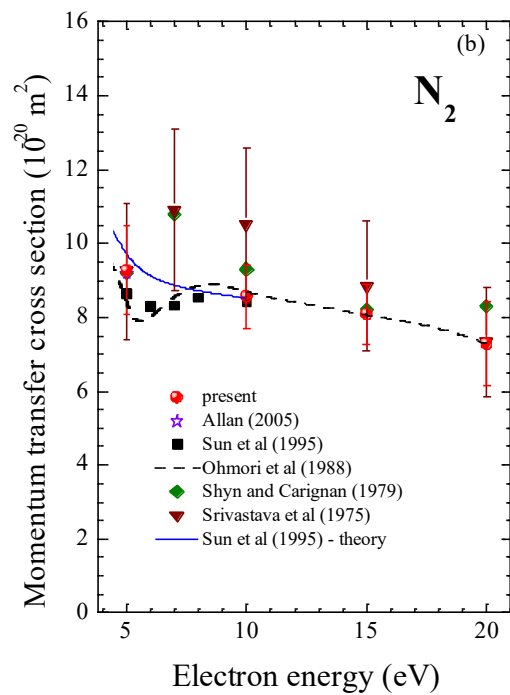 16
14
12
10
8
6
4
2
0
Momentum transfer cross section (10⁻²⁰ m²)
(b)
N₂
present
Allan (2005)
Sun et al (1995)
Ohmori et al (1988)
Shyn and Carignan (1979)
Srivastava et al (1975)
Sun et al (1995) - theory
5 10 15 20
Electron energy (eV)